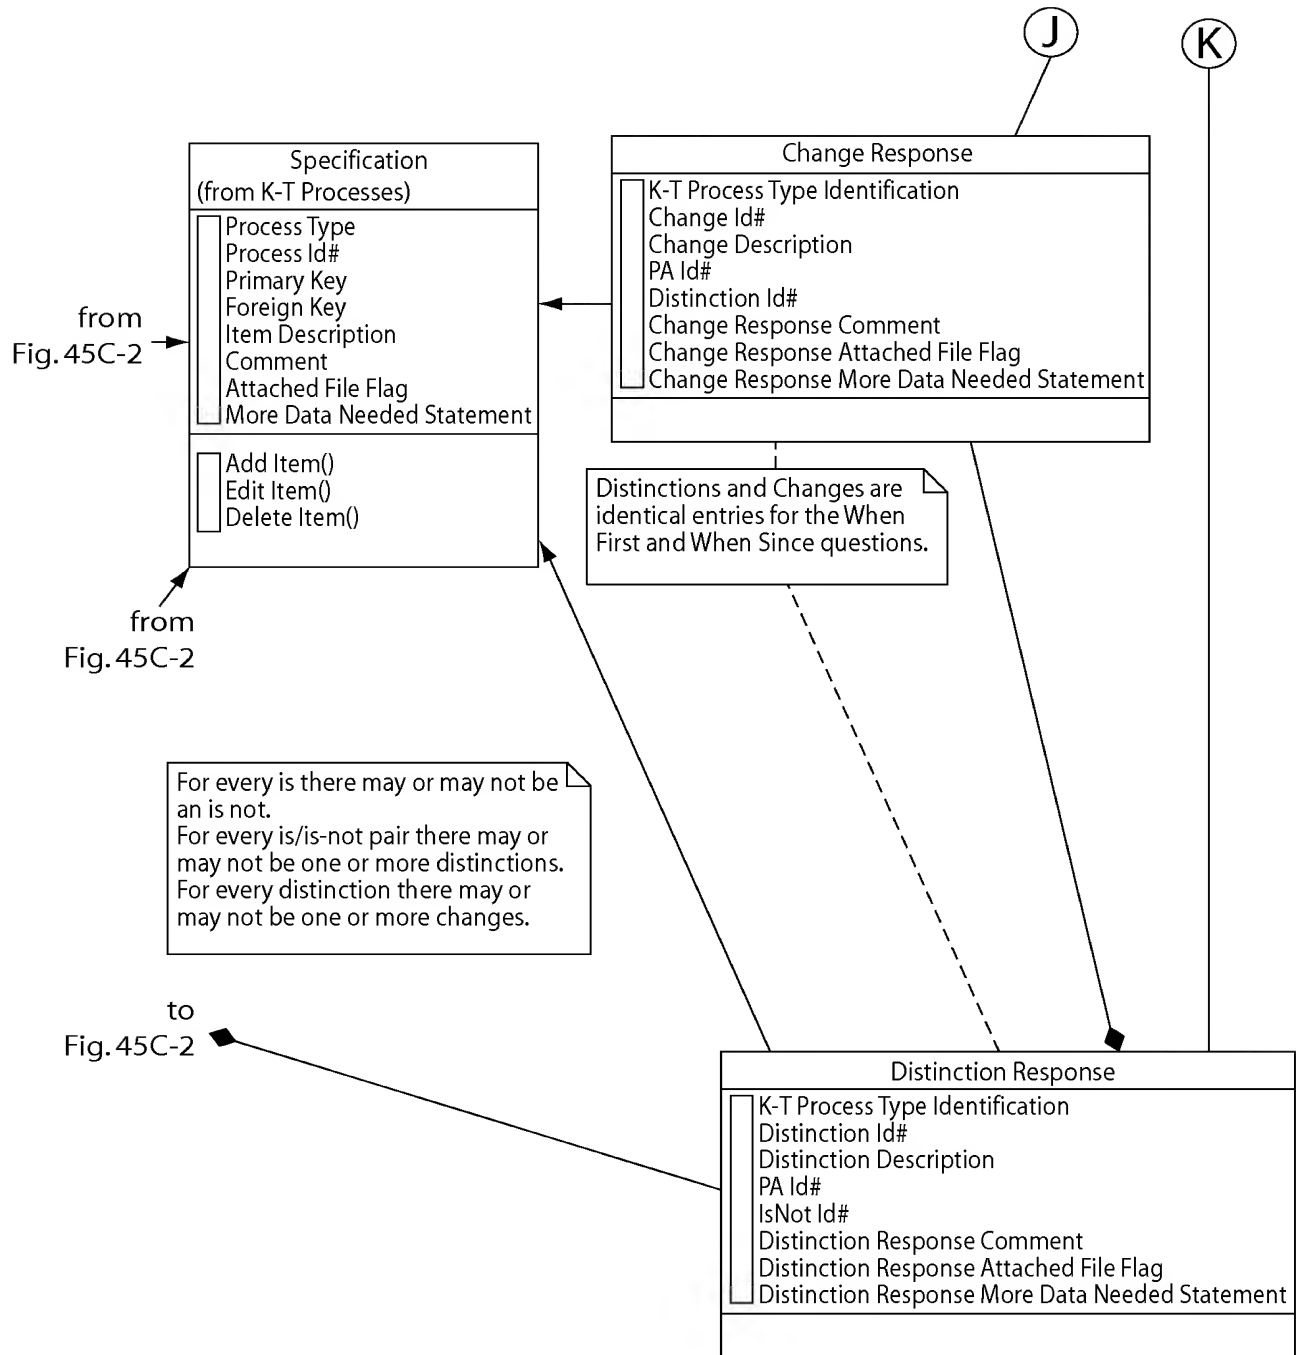 J
K
Specification
(from K-T Processes)
Process Type
Process Id#
Primary Key
Foreign Key
Item Description
Comment
Attached File Flag
More Data Needed Statement
Add Item()
Edit Item()
Delete Item()
from
Fig. 45C-2
from
Fig. 45C-2
Change Response
K-T Process Type Identification
Change Id#
Change Description
PA Id#
Distinction Id#
Change Response Comment
Change Response Attached File Flag
Change Response More Data Needed Statement
Distinctions and Changes are
identical entries for the When
First and When Since questions.
For every is there may or may not be
an is not.
For every is/is-not pair there may or
may not be one or more distinctions.
For every distinction there may or
may not be one or more changes.
to
Fig. 45C-2
Distinction Response
K-T Process Type Identification
Distinction Id#
Distinction Description
PA Id#
IsNot Id#
Distinction Response Comment
Distinction Response Attached File Flag
Distinction Response More Data Needed Statement